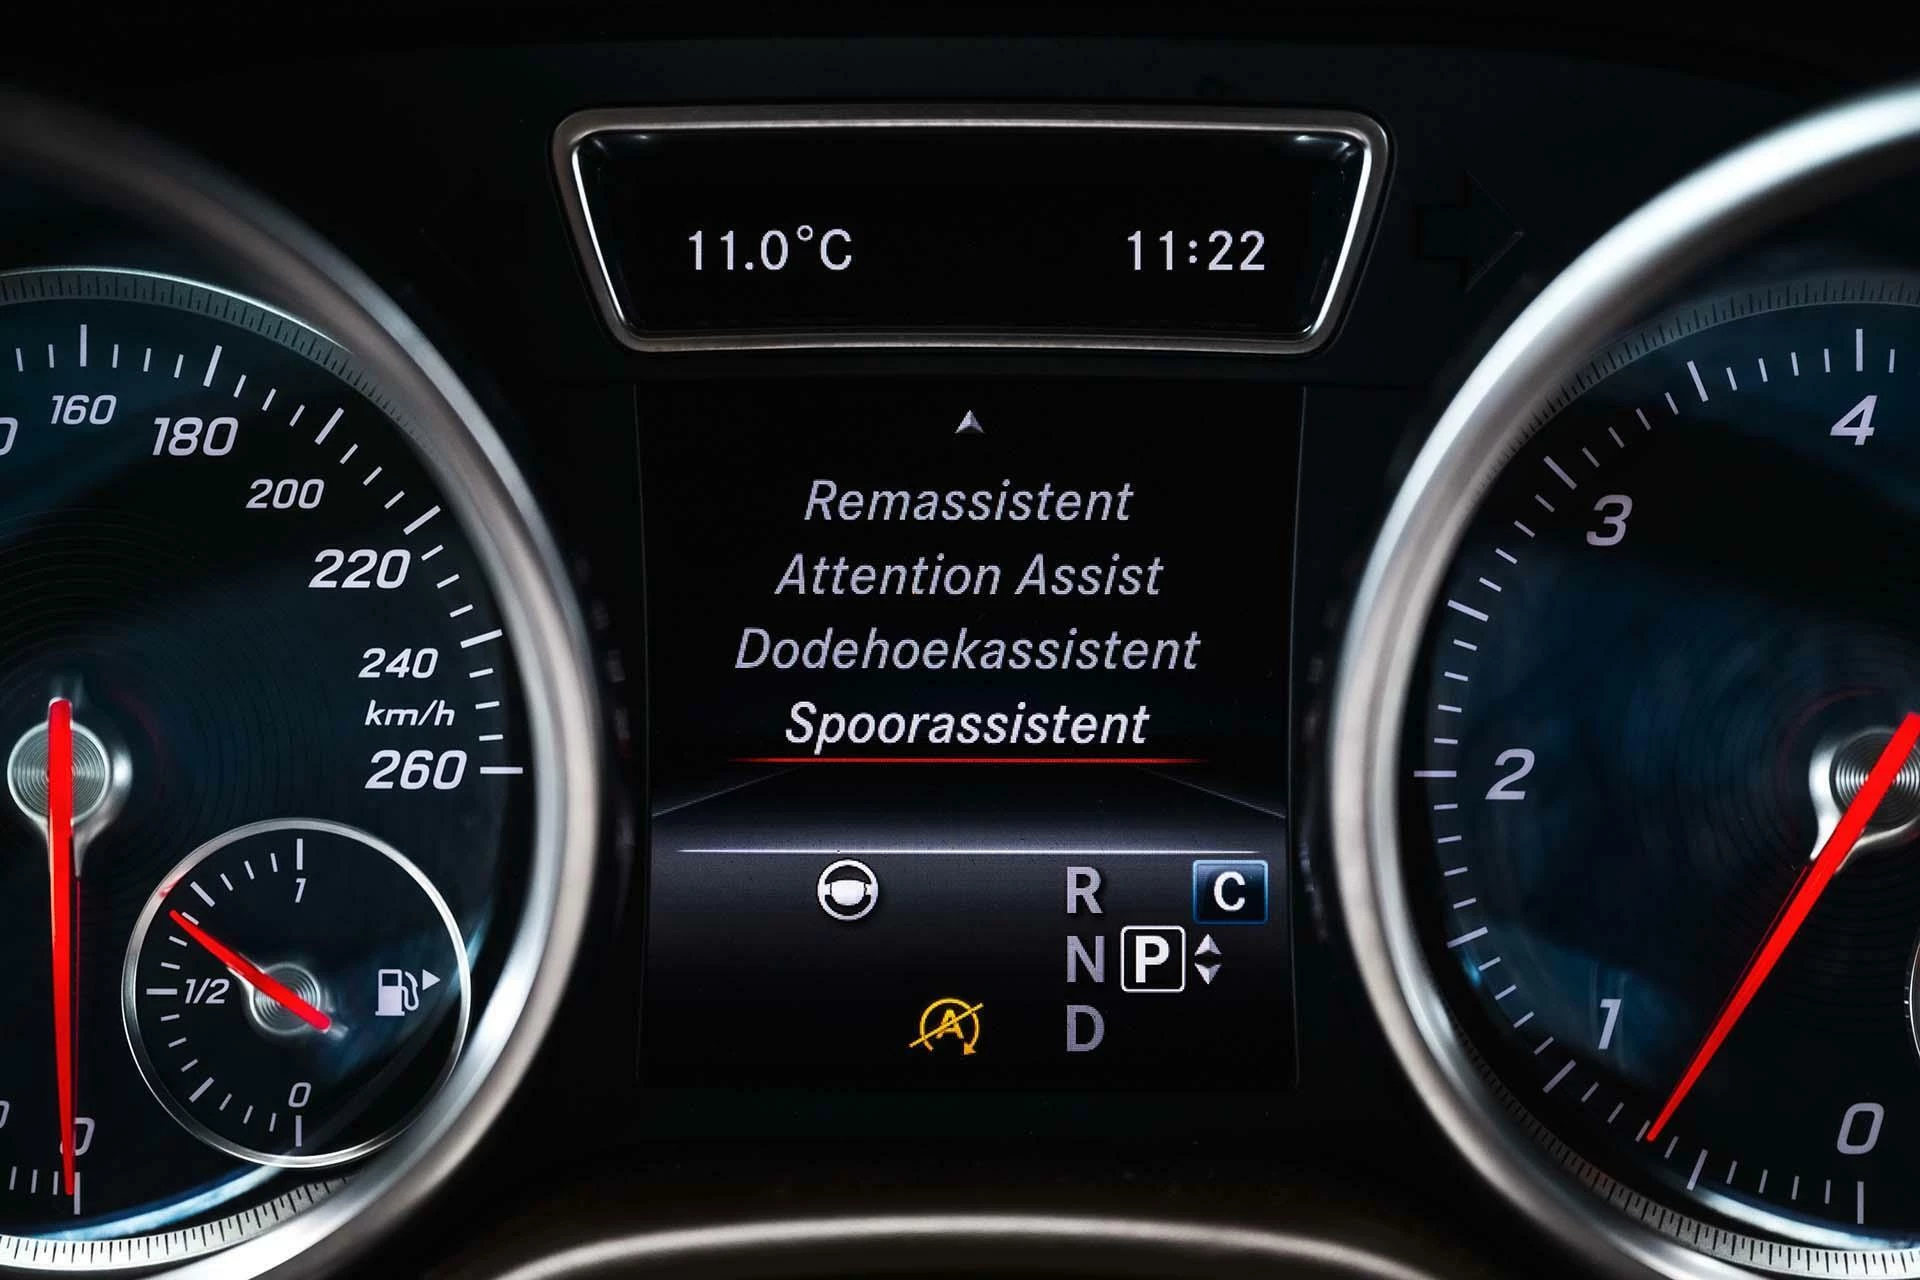 11.0°C 11:22
Remassistent
Attention Assist
Dodehoekassistent
Spoorassistent
R C
N P
D
A
160
180
200
220
240
km/h
260
0
1
1/2
0
4
3
2
1
0